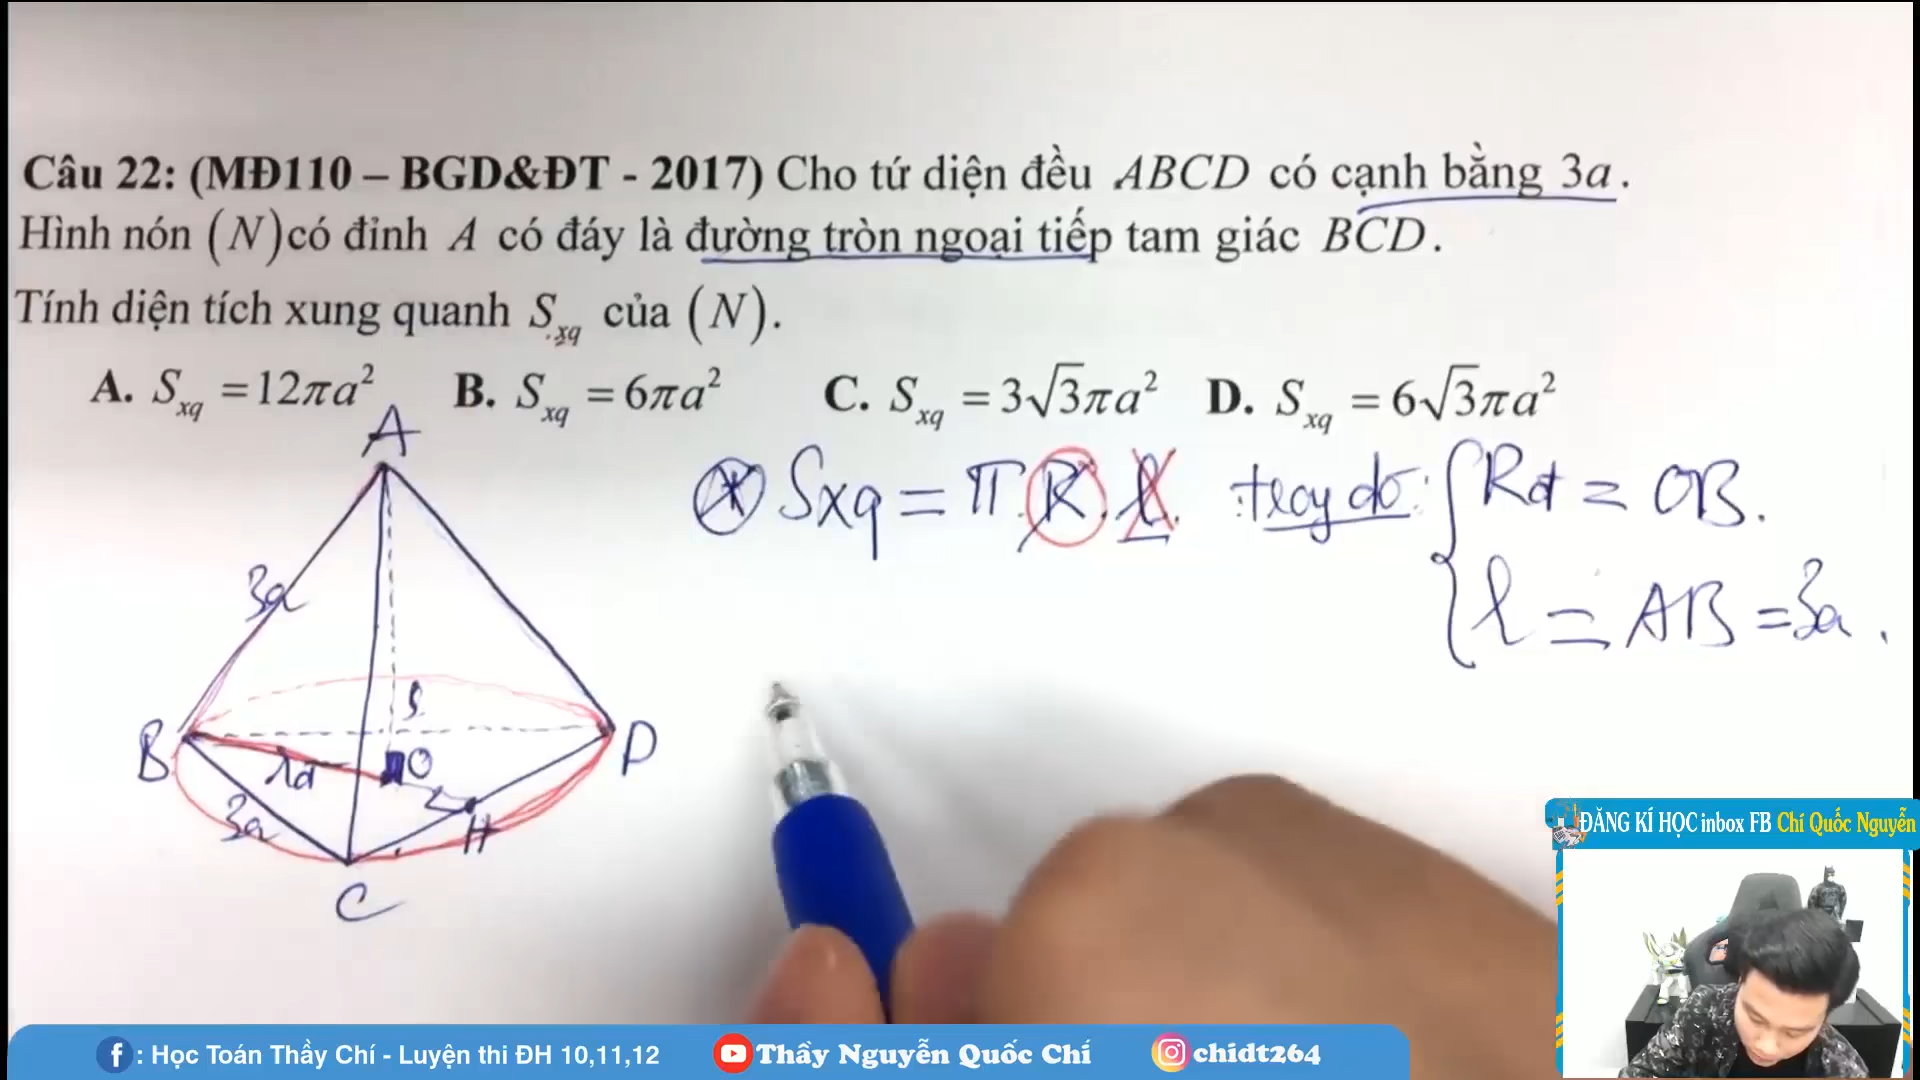 Câu 22: (MĐ110 – BGD&ĐT - 2017) Cho tứ diện đều ABCD có cạnh bằng 3a.
Hình nón (N)có đỉnh A có đáy là đường tròn ngoại tiếp tam giác BCD.
Tính diện tích xung quanh Sxq của (N).
A. Sxq = 12πa² B. Sxq = 6πa² C. Sxq = 3√3πa² D. Sxq = 6√3πa²
A
⊛ Sxq = π.R.l. trong đó: { Rđ = OB.
l = AB = 3a.
3a
B
Rđ
O
D
3a
H
C
ĐĂNG KÍ HỌC inbox FB Chí Quốc Nguyễn
f : Học Toán Thầy Chí - Luyện thi ĐH 10,11,12
Thầy Nguyễn Quốc Chí
chidt264